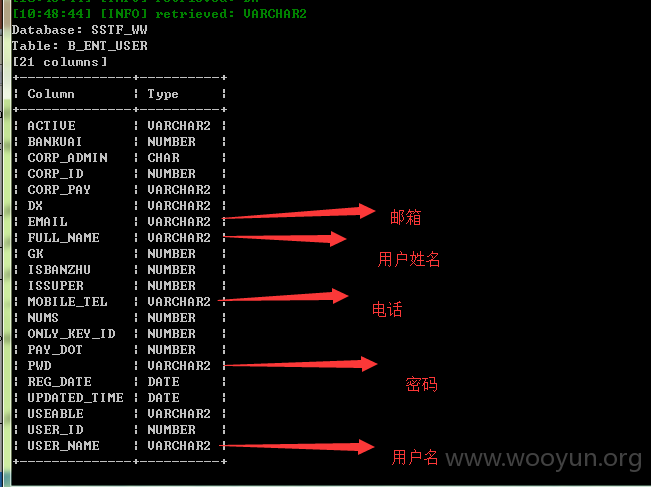 [10:48:44] [INFO] retrieved: VARCHAR2
Database: SSTF_WW
Table: B_ENT_USER
[21 columns]
Column | Type
ACTIVE | VARCHAR2
BANKUAI | NUMBER
CORP_ADMIN | CHAR
CORP_ID | NUMBER
CORP_PAY | VARCHAR2
DX | VARCHAR2
EMAIL | VARCHAR2 邮箱
FULL_NAME | VARCHAR2 用户姓名
GK | NUMBER
ISBANZHU | NUMBER
ISSUPER | NUMBER
MOBILE_TEL | VARCHAR2 电话
NUMS | NUMBER
ONLY_KEY_ID | NUMBER
PAY_DOT | NUMBER
PWD | VARCHAR2 密码
REG_DATE | DATE
UPDATED_TIME | DATE
USEABLE | VARCHAR2
USER_ID | NUMBER
USER_NAME | VARCHAR2 用户名
www.wooyun.org